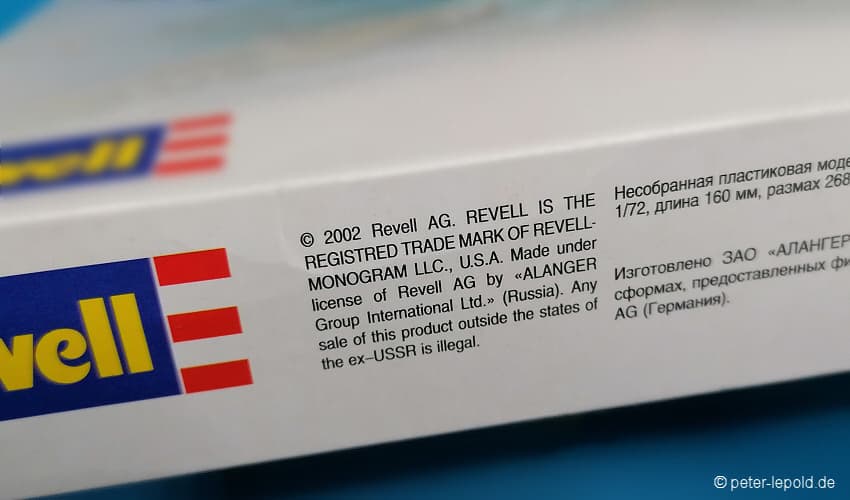 well
© 2002 Revell AG. REVELL IS THE
REGISTRED TRADE MARK OF REVELL-
MONOGRAM LLC., U.S.A. Made under
license of Revell AG by «ALANGER
Group International Ltd.» (Russia). Any
sale of this product outside the states of
the ex–USSR is illegal.
Несобранная пластиковая моде
1/72, длина 160 мм, размах 268
Изготовлено ЗАО «АЛАНГЕР
сформах, предоставленных фи
AG (Германия).
vell
© peter-lepold.de